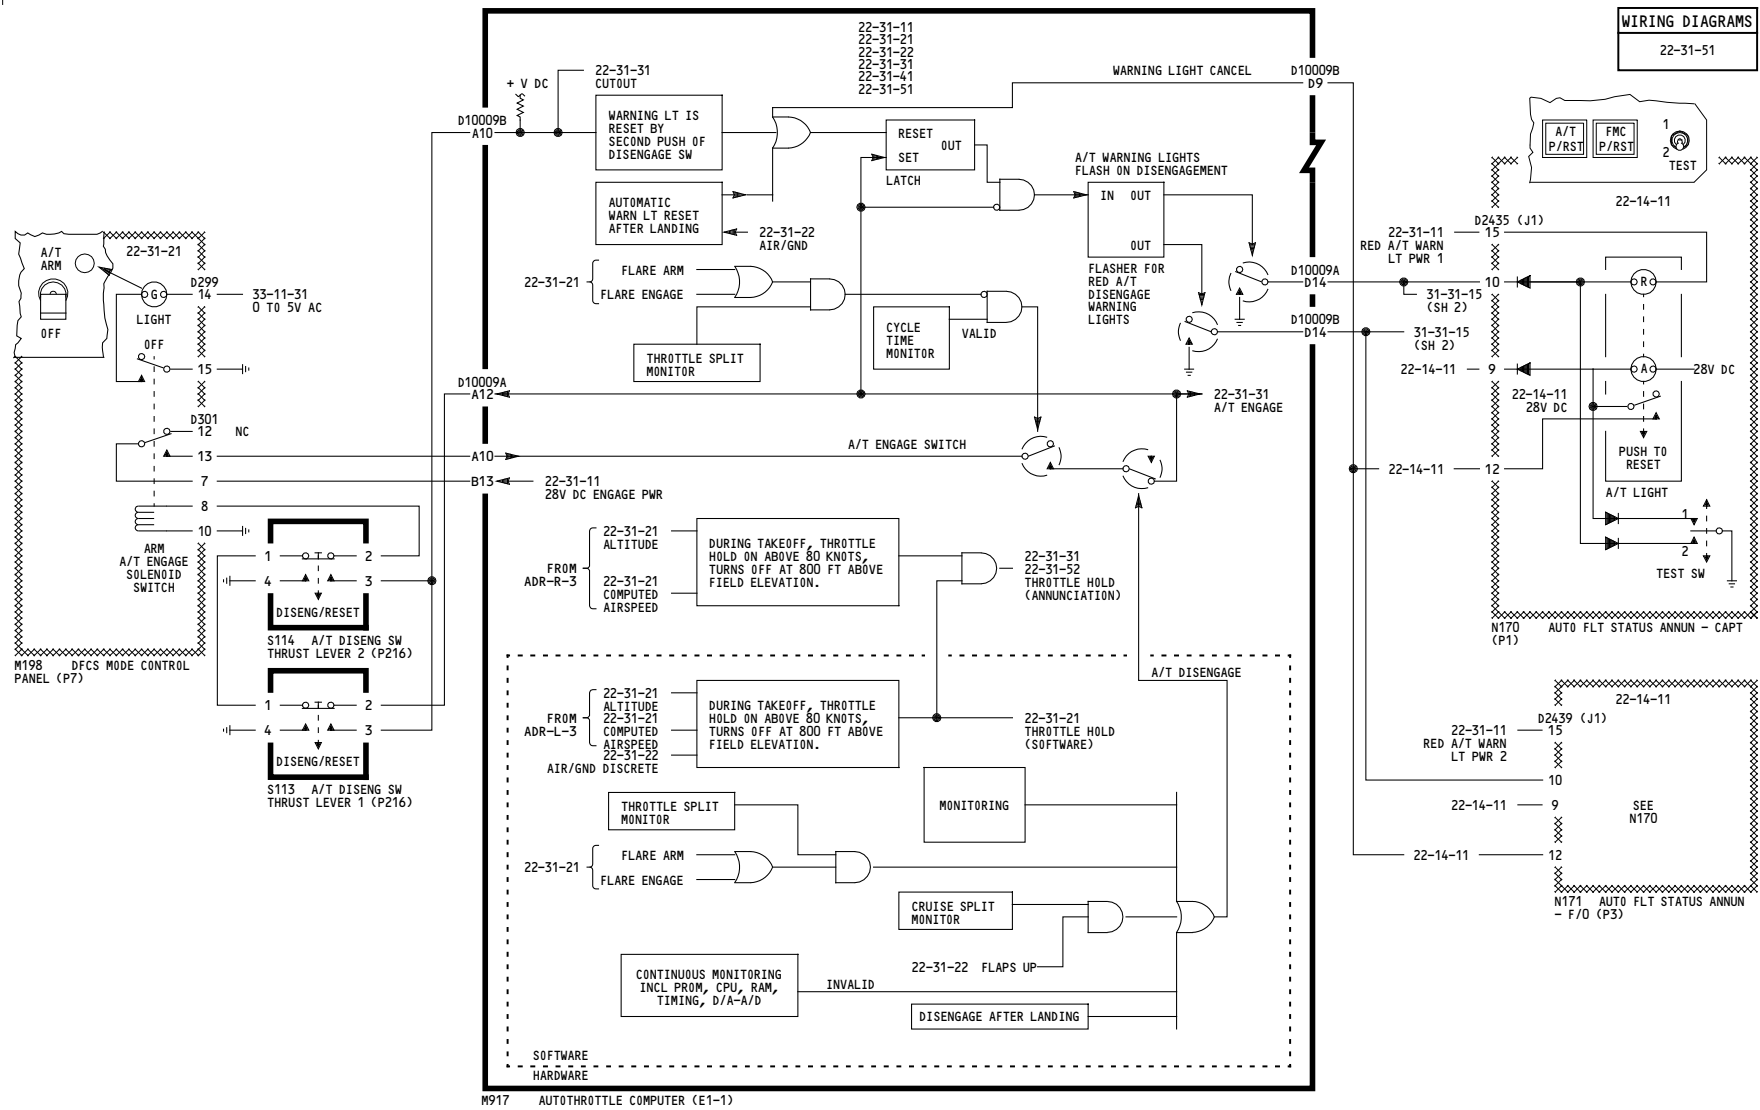 WIRING DIAGRAMS
22-31-51
22-31-11
22-31-21
22-31-22
22-31-31
22-31-41
22-31-51
A/T
ARM
OFF
22-31-21
D299
G
14
33-11-31
0 TO 5V AC
LIGHT
OFF
15
D301
12 NC
13
7
8
10
ARM
A/T ENGAGE
SOLENOID
SWITCH
M198 DFCS MODE CONTROL
PANEL (P7)
1 2
4 3
DISENG/RESET
S114 A/T DISENG SW
THRUST LEVER 2 (P216)
1 2
4 3
DISENG/RESET
S113 A/T DISENG SW
THRUST LEVER 1 (P216)
+ V DC
22-31-31
CUTOUT
D10009B
A10
WARNING LT IS
RESET BY
SECOND PUSH OF
DISENGAGE SW
AUTOMATIC
WARN LT RESET
AFTER LANDING
22-31-22
AIR/GND
RESET
OUT
SET
LATCH
WARNING LIGHT CANCEL
D10009B
D9
A/T WARNING LIGHTS
FLASH ON DISENGAGEMENT
IN OUT
OUT
FLASHER FOR
RED A/T
DISENGAGE
WARNING
LIGHTS
22-31-21
FLARE ARM
FLARE ENGAGE
THROTTLE SPLIT
MONITOR
CYCLE
TIME
MONITOR
VALID
D10009A
D14
D10009B
D14
D10009A
A12
22-31-31
A/T ENGAGE
A10
A/T ENGAGE SWITCH
B13
22-31-11
28V DC ENGAGE PWR
FROM
ADR-R-3
22-31-21
ALTITUDE
22-31-21
COMPUTED
AIRSPEED
DURING TAKEOFF, THROTTLE
HOLD ON ABOVE 80 KNOTS,
TURNS OFF AT 800 FT ABOVE
FIELD ELEVATION.
22-31-31
22-31-52
THROTTLE HOLD
(ANNUNCIATION)
A/T DISENGAGE
FROM
ADR-L-3
22-31-21
ALTITUDE
22-31-21
COMPUTED
AIRSPEED
22-31-22
AIR/GND DISCRETE
DURING TAKEOFF, THROTTLE
HOLD ON ABOVE 80 KNOTS,
TURNS OFF AT 800 FT ABOVE
FIELD ELEVATION.
22-31-21
THROTTLE HOLD
(SOFTWARE)
THROTTLE SPLIT
MONITOR
MONITORING
22-31-21
FLARE ARM
FLARE ENGAGE
CRUISE SPLIT
MONITOR
22-31-22 FLAPS UP
CONTINUOUS MONITORING
INCL PROM, CPU, RAM,
TIMING, D/A-A/D
INVALID
DISENGAGE AFTER LANDING
SOFTWARE
HARDWARE
M917 AUTOTHROTTLE COMPUTER (E1-1)
A/T
P/RST
FMC
P/RST
1
2
TEST
22-14-11
D2435 (J1)
22-31-11
RED A/T WARN
LT PWR 1
15
10
31-31-15
(SH 2)
31-31-15
(SH 2)
R
22-14-11
9
A
28V DC
22-14-11
28V DC
PUSH TO
RESET
22-14-11
12
A/T LIGHT
1
2
TEST SW
N170 AUTO FLT STATUS ANNUN - CAPT
(P1)
22-14-11
D2439 (J1)
22-31-11
RED A/T WARN
LT PWR 2
15
10
22-14-11
9
SEE
N170
22-14-11
12
N171 AUTO FLT STATUS ANNUN
- F/O (P3)